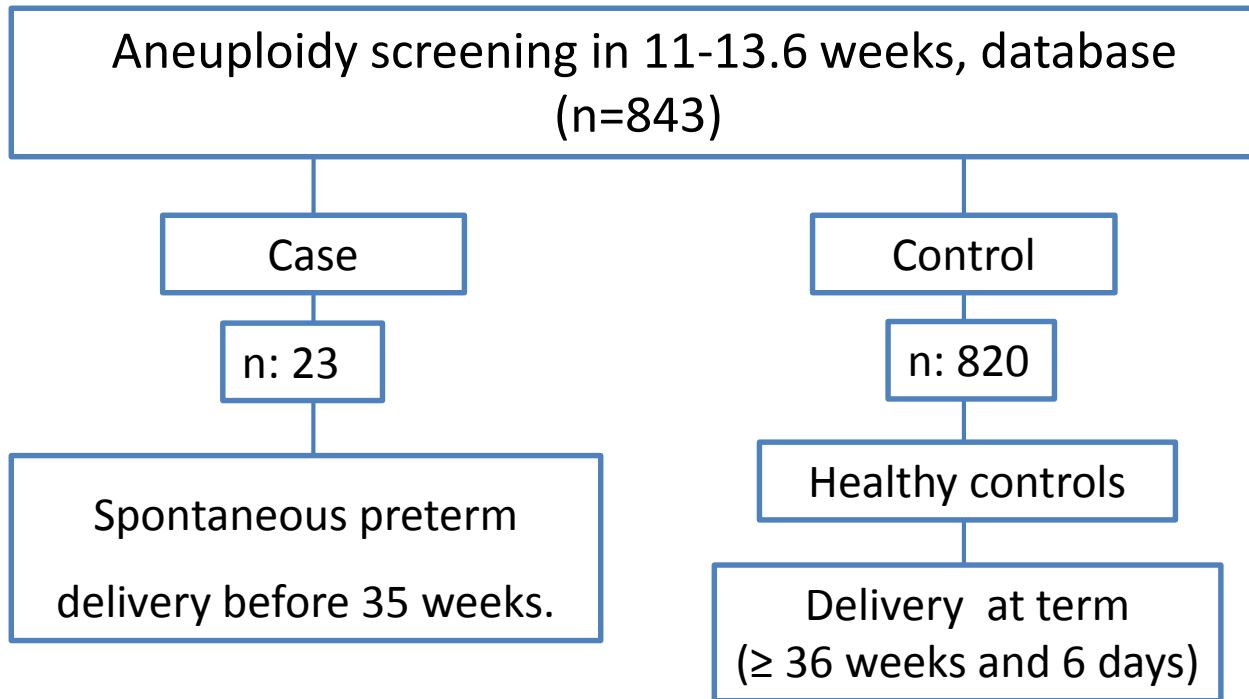 Aneuploidy screening in 11-13.6 weeks, database
(n=843)
Case
n: 23
Spontaneous preterm
delivery before 35 weeks.
Control
n: 820
Healthy controls
Delivery at term
(≥ 36 weeks and 6 days)